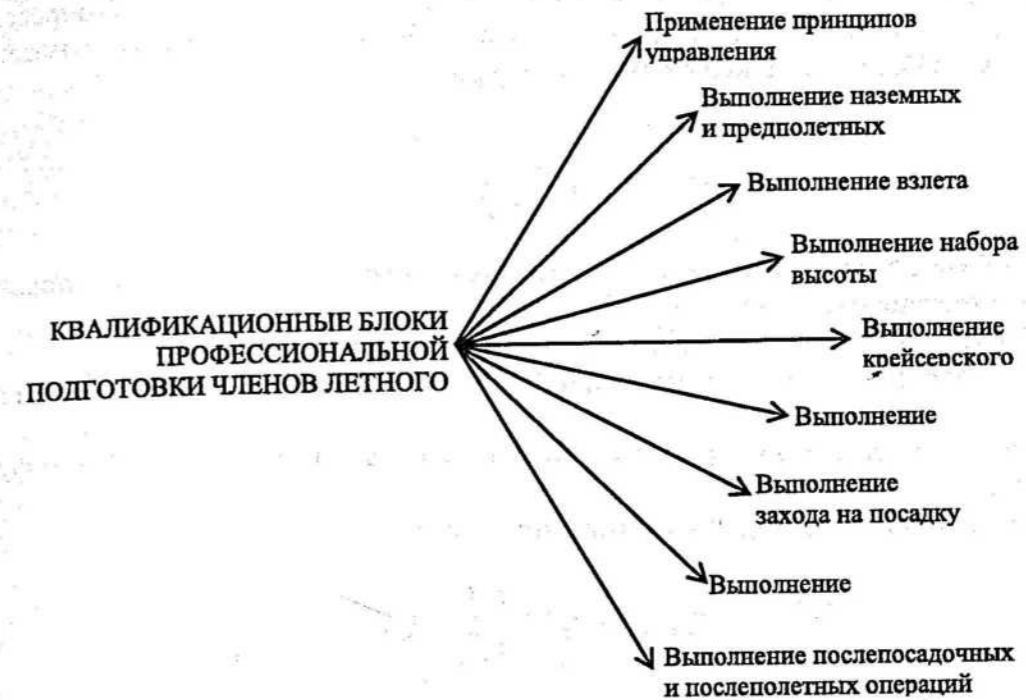 Применение принципов
управления
Выполнение наземных
и предполетных
Выполнение взлета
Выполнение набора
высоты
КВАЛИФИКАЦИОННЫЕ БЛОКИ
ПРОФЕССИОНАЛЬНОЙ
ПОДГОТОВКИ ЧЛЕНОВ ЛЕТНОГО
Выполнение
крейсерского
Выполнение
Выполнение
захода на посадку
Выполнение
Выполнение послепосадочных
и послеполетных операций